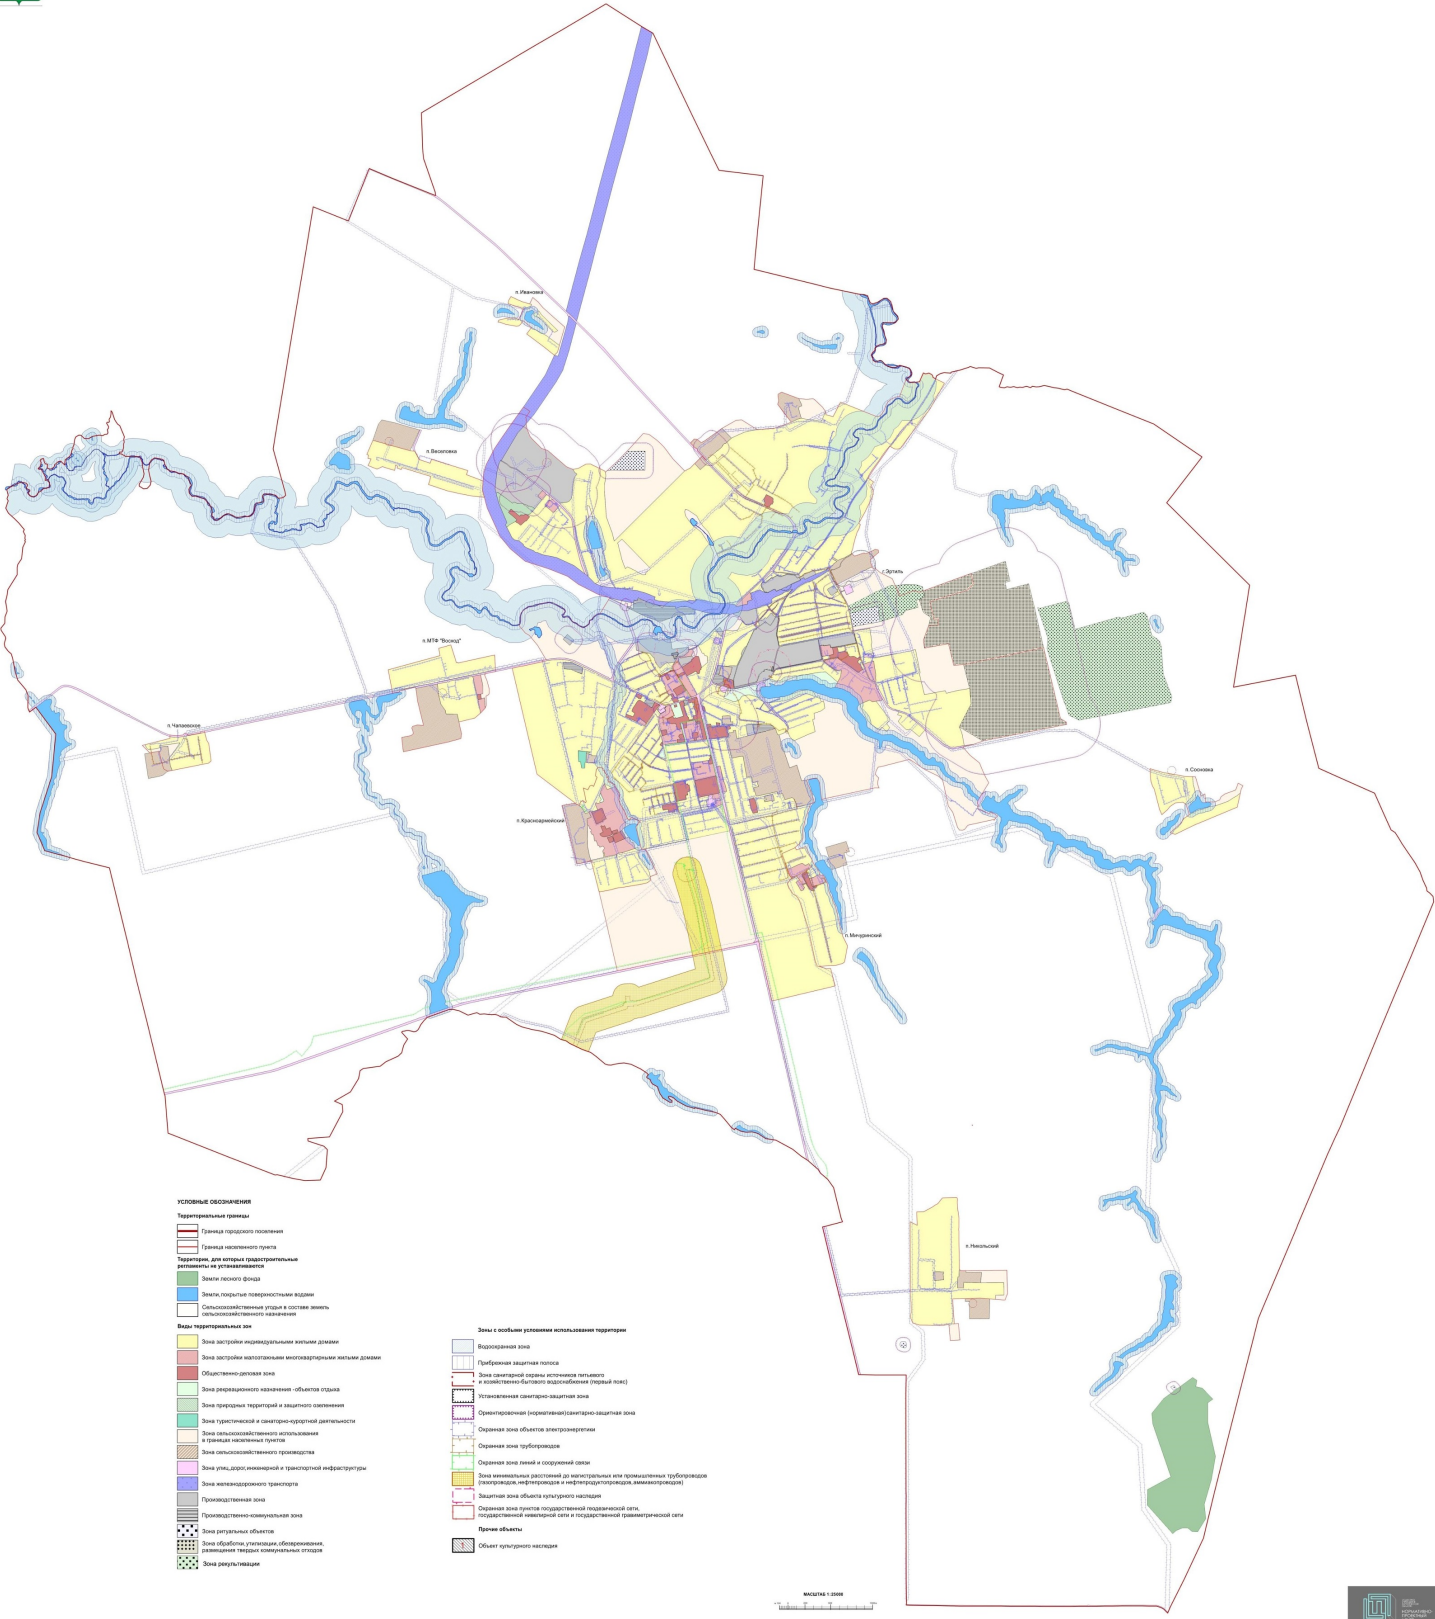 п.Ивановка
п.Веселовка
г.Эртиль
п.МТФ "Восход"
п.Чапаевское
п.Сосновка
п.Красноармейский
п.Мичуринский
п.Никольский
УСЛОВНЫЕ ОБОЗНАЧЕНИЯ
Территориальные границы
Граница городского поселения
Граница населенного пункта
Территории, для которых градостроительные
регламенты не устанавливаются
Земли лесного фонда
Земли, покрытые поверхностными водами
Сельскохозяйственные угодья в составе земель
сельскохозяйственного назначения
Виды территориальных зон
Зона застройки индивидуальными жилыми домами
Зона застройки малоэтажными многоквартирными жилыми домами
Общественно-деловая зона
Зона рекреационного назначения -объектов отдыха
Зона природных территорий и защитного озеленения
Зона туристической и санаторно-курортной деятельности
Зона сельскохозяйственного использования
в границах населенных пунктов
Зона сельскохозяйственного производства
Зона улиц,дорог,инженерной и транспортной инфраструктуры
Зона железнодорожного транспорта
Производственная зона
Производственно-коммунальная зона
Зона ритуальных объектов
Зона обработки, утилизации,обезвреживания,
размещения твердых коммунальных отходов
Зона рекультивации
Зоны с особыми условиями использования территории
Водоохранная зона
Прибрежная защитная полоса
Зона санитарной охраны источников питьевого
и хозяйственно-бытового водоснабжения (первый пояс)
Установленная санитарно-защитная зона
Ориентировочная (нормативная)санитарно-защитная зона
Охранная зона объектов электроэнергетики
Охранная зона трубопроводов
Охранная зона линий и сооружений связи
Зона минимальных расстояний до магистральных или промышленных трубопроводов
(газопроводов,нефтепроводов и нефтепродуктопроводов,аммиакопроводов)
Защитная зона объекта культурного наследия
Охранная зона пунктов государственной геодезической сети,
государственной нивелирной сети и государственной гравиметрической сети
Прочие объекты
Объект культурного наследия
МАСШТАБ 1:25000